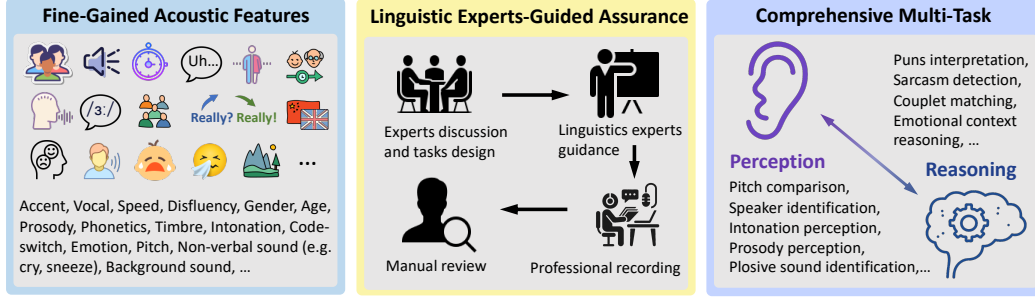 Fine-Gained Acoustic Features
Uh...
/ɜː/
Really? Really!
...
Accent, Vocal, Speed, Disfluency, Gender, Age,
Prosody, Phonetics, Timbre, Intonation, Code-
switch, Emotion, Pitch, Non-verbal sound (e.g.
cry, sneeze), Background sound, ...
Linguistic Experts-Guided Assurance
Experts discussion
and tasks design
Linguistics experts
guidance
Manual review
Professional recording
Comprehensive Multi-Task
Puns interpretation,
Sarcasm detection,
Couplet matching,
Emotional context
reasoning, ...
Perception
Reasoning
Pitch comparison,
Speaker identification,
Intonation perception,
Prosody perception,
Plosive sound identification,...